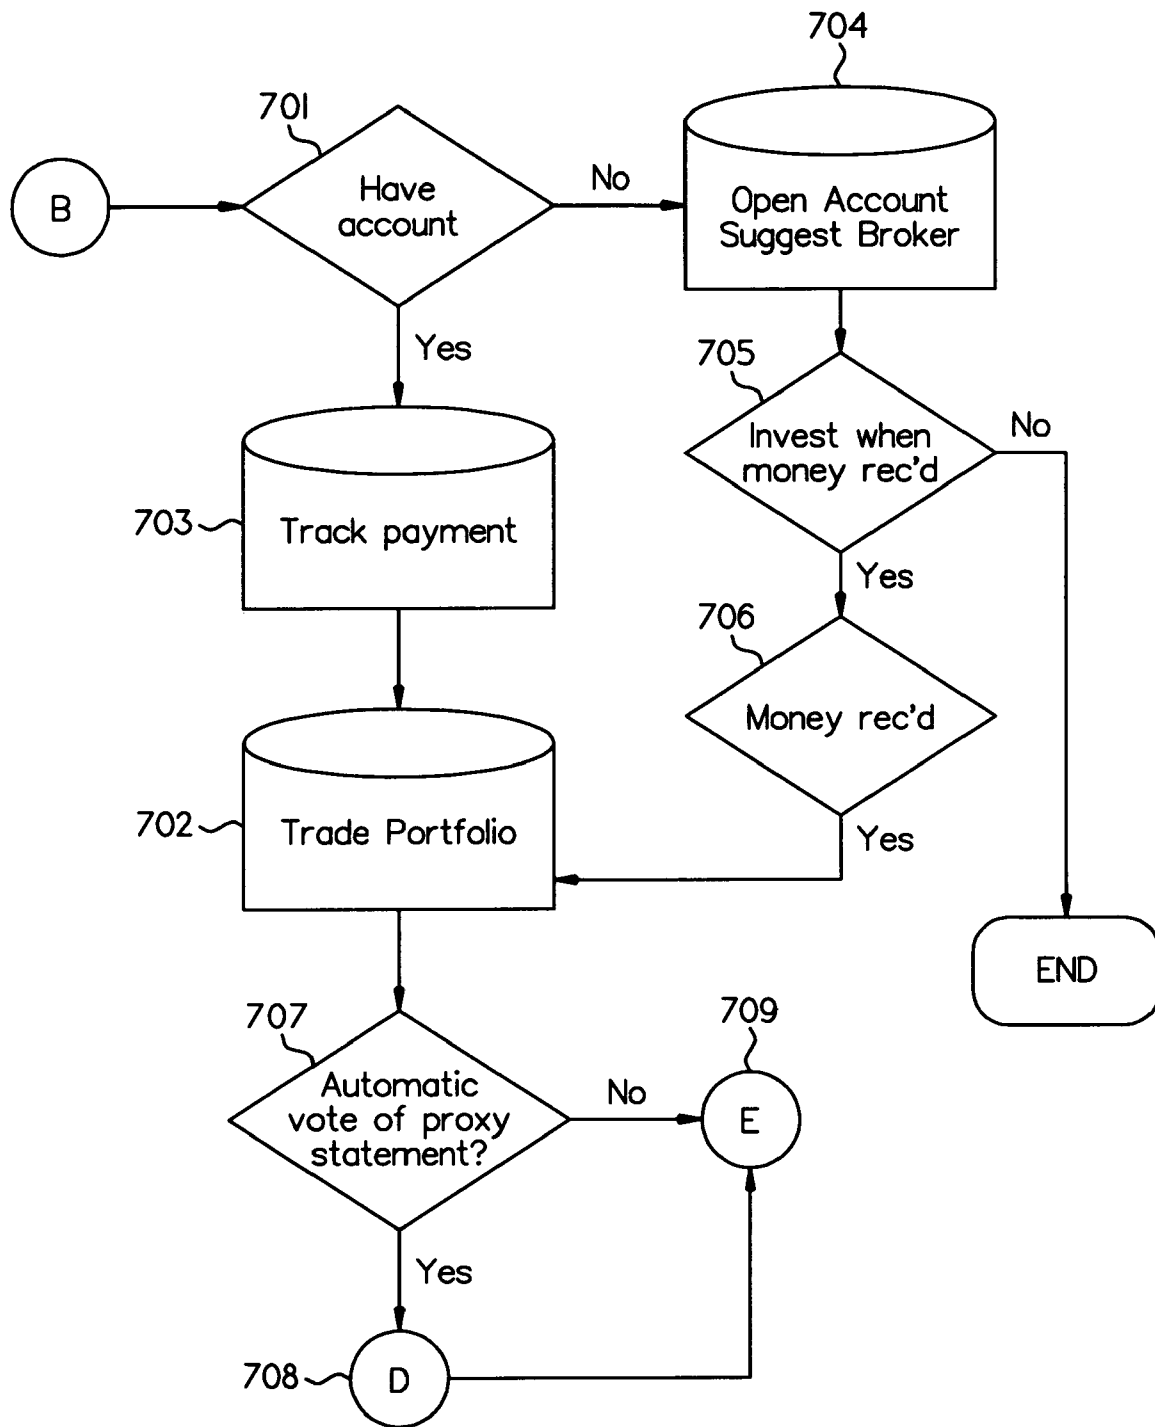 704
701
B
Have
account
No
Open Account
Suggest Broker
Yes
705
Invest when
money rec'd
No
703
Track payment
Yes
706
Money rec'd
702
Trade Portfolio
Yes
END
707
709
Automatic
vote of proxy
statement?
No
E
Yes
708
D